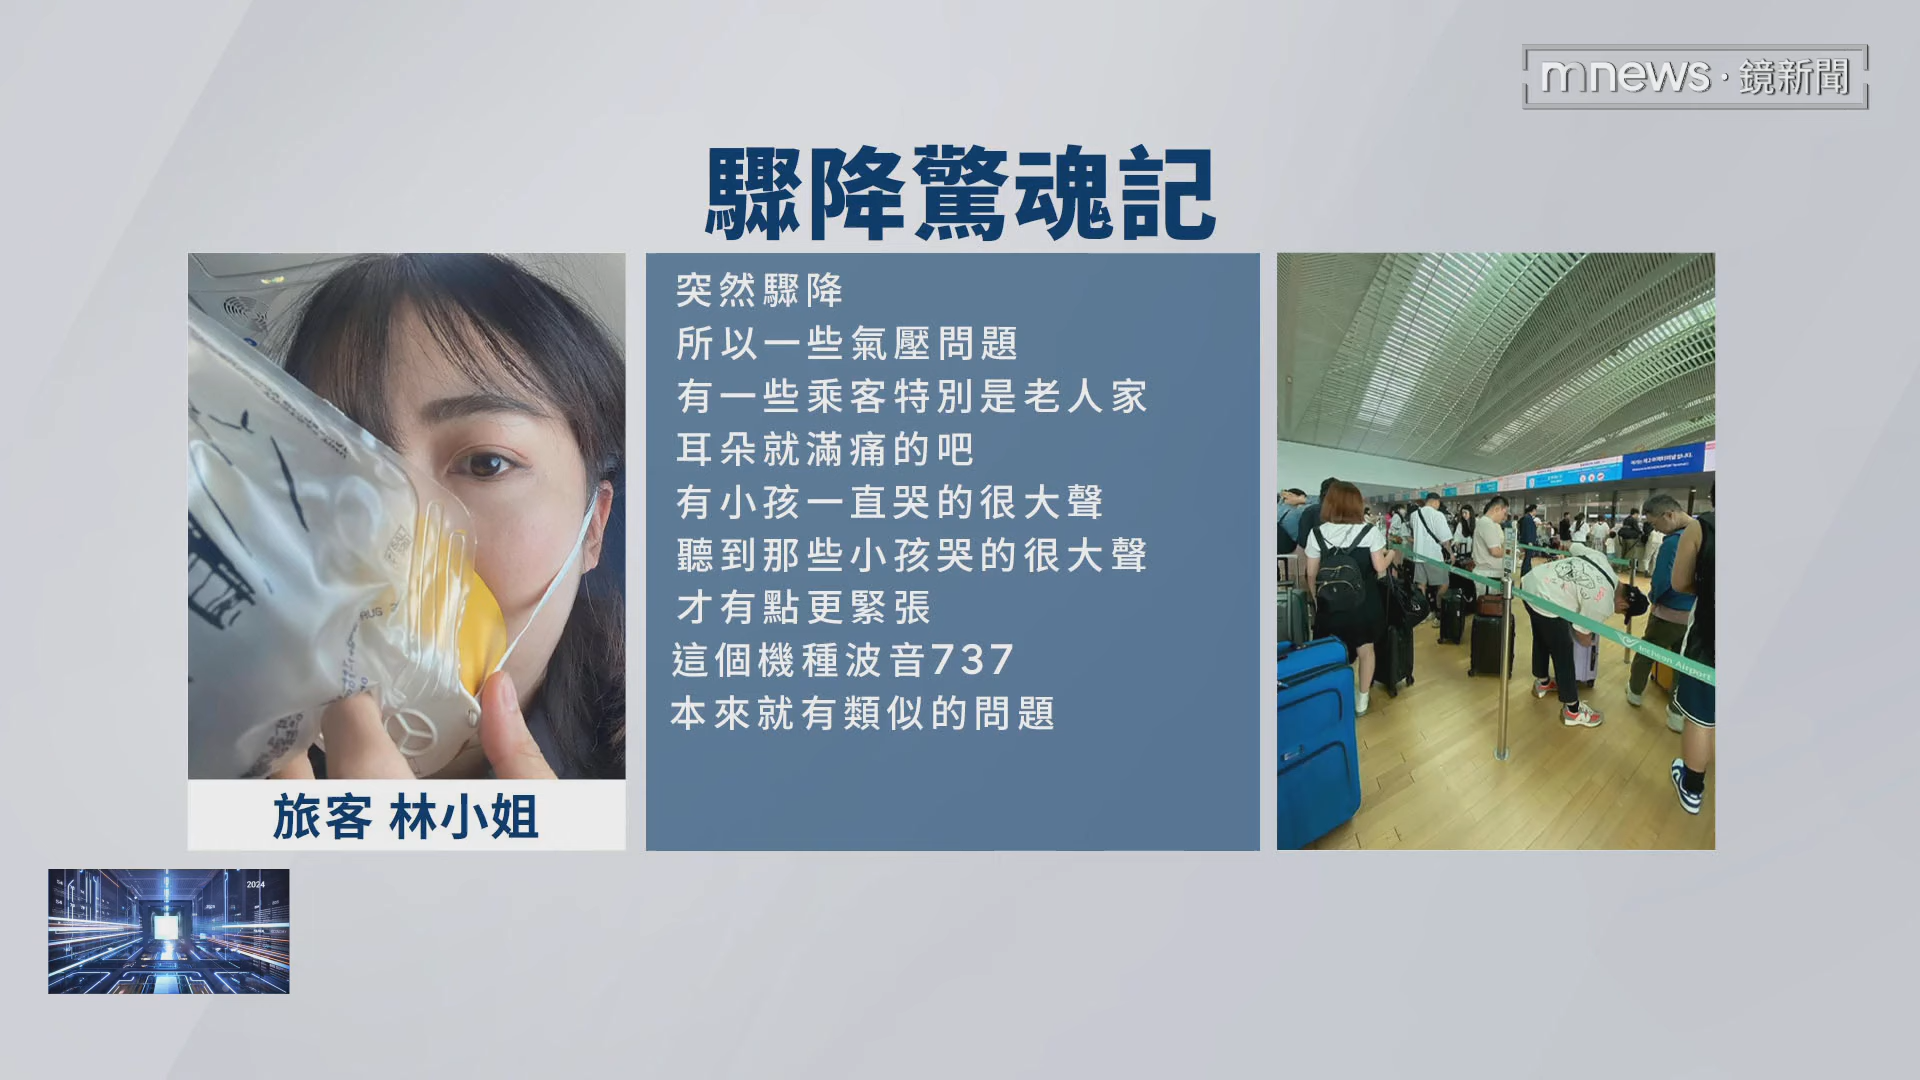 mnews·鏡新聞
驟降驚魂記
突然驟降
所以一些氣壓問題
有一些乘客特別是老人家
耳朵就滿痛的吧
有小孩一直哭的很大聲
聽到那些小孩哭的很大聲
才有點更緊張
這個機種波音737
本來就有類似的問題
旅客 林小姐
Incheon Airport
2024